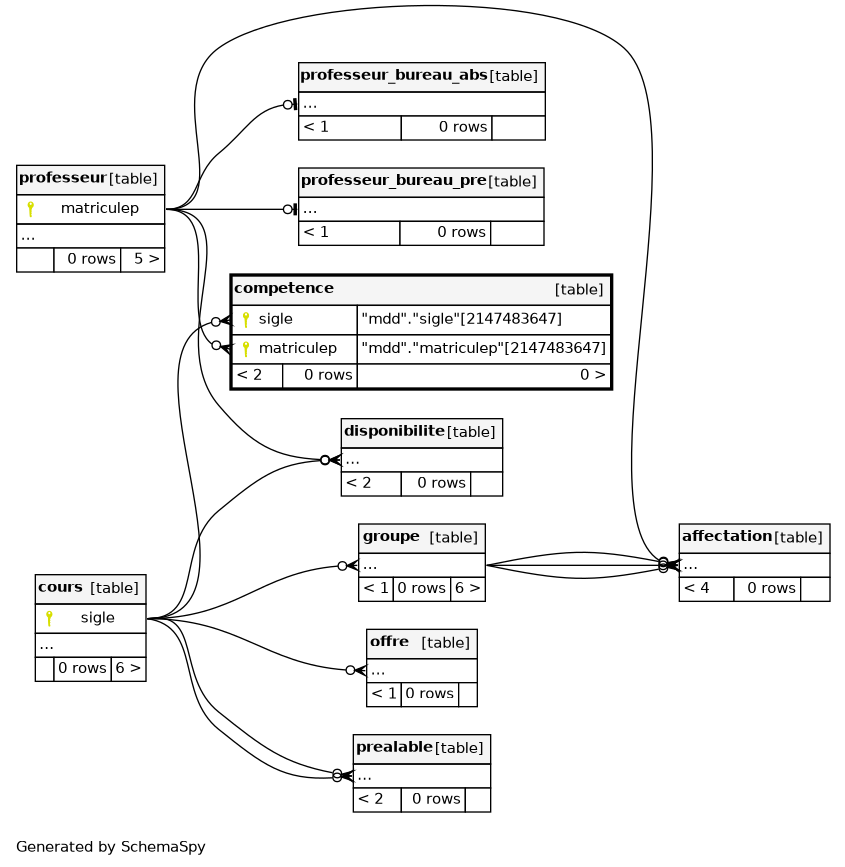 professeur_bureau_abs [table]
...
< 1 0 rows
professeur [table]
matriculep
...
0 rows 5 >
professeur_bureau_pre [table]
...
< 1 0 rows
competence [table]
sigle "mdd"."sigle"[2147483647]
matriculep "mdd"."matriculep"[2147483647]
< 2 0 rows 0 >
disponibilite [table]
...
< 2 0 rows
groupe [table]
...
< 1 0 rows 6 >
affectation [table]
...
< 4 0 rows
cours [table]
sigle
...
0 rows 6 >
offre [table]
...
< 1 0 rows
prealable [table]
...
< 2 0 rows
Generated by SchemaSpy